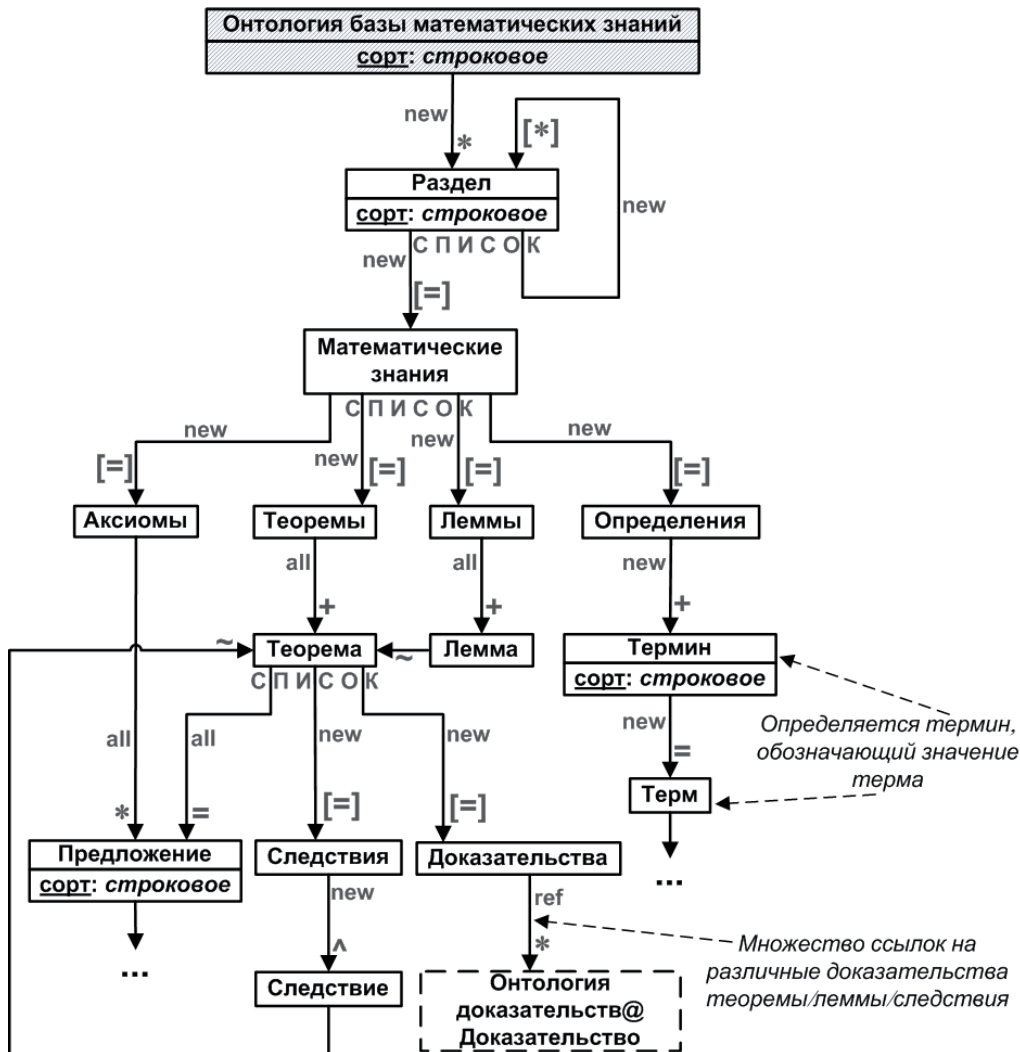 Онтология базы математических знаний
сорт: строковое
new
*
[*]
Раздел
new
сорт: строковое
С П И С О К
new
[=]
Математические
знания
С П И С О К
new
new
new
new
[=]
[=]
[=]
[=]
Аксиомы
Теоремы
Леммы
Определения
all
all
new
+
+
+
~
Теорема
~
Лемма
Термин
сорт: строковое
С П И С О К
all
all
new
new
new
=
Определяется термин,
обозначающий значение
терма
Терм
*
=
[=]
[=]
Предложение
сорт: строковое
Следствия
Доказательства
...
new
ref
^
*
...
Множество ссылок на
различные доказательства
теоремы/леммы/следствия
Следствие
Онтология
доказательств@
Доказательство